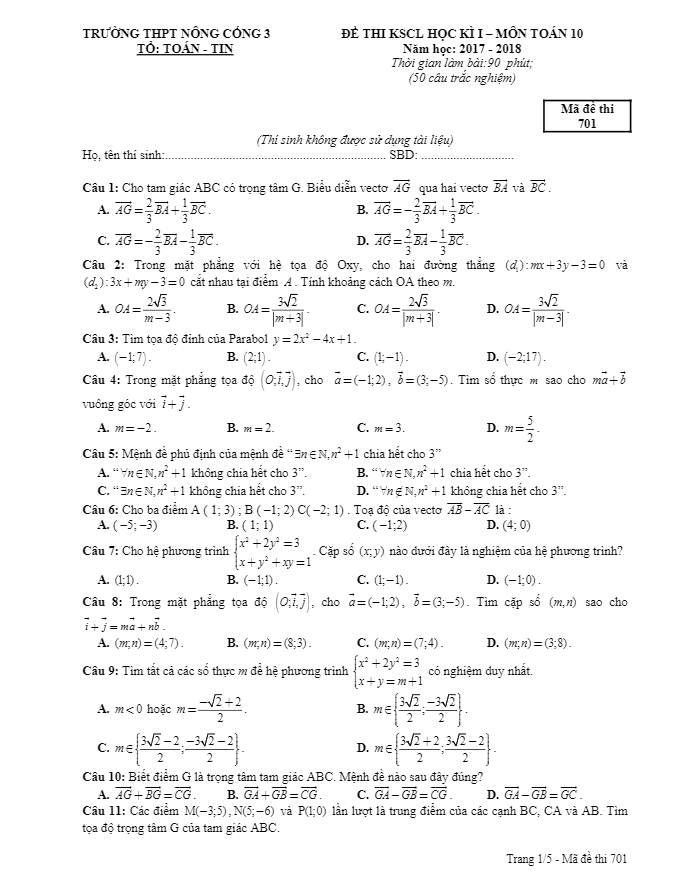 TRƯỜNG THPT NÔNG CỐNG 3 ĐỀ THI KSCL HỌC KÌ I – MÔN TOÁN 10
TỔ: TOÁN - TIN Năm học: 2017 - 2018
Thời gian làm bài:90 phút;
(50 câu trắc nghiệm)
Mã đề thi
701
(Thí sinh không được sử dụng tài liệu)
Họ, tên thí sinh:..................................................................... SBD: .............................
Câu 1: Cho tam giác ABC có trọng tâm G. Biểu diễn vectơ $\overrightarrow{AG}$ qua hai vectơ $\overrightarrow{BA}$ và $\overrightarrow{BC}$.
A. $\overrightarrow{AG}=\frac{2}{3}\overrightarrow{BA}+\frac{1}{3}\overrightarrow{BC}$. B. $\overrightarrow{AG}=-\frac{2}{3}\overrightarrow{BA}+\frac{1}{3}\overrightarrow{BC}$.
C. $\overrightarrow{AG}=-\frac{2}{3}\overrightarrow{BA}-\frac{1}{3}\overrightarrow{BC}$. D. $\overrightarrow{AG}=\frac{2}{3}\overrightarrow{BA}-\frac{1}{3}\overrightarrow{BC}$.
Câu 2: Trong mặt phẳng với hệ tọa độ Oxy, cho hai đường thẳng $(d_1): mx+3y-3=0$ và
$(d_2): 3x+my-3=0$ cắt nhau tại điểm A. Tính khoảng cách OA theo m.
A. $OA=\frac{2\sqrt{3}}{m-3}$. B. $OA=\frac{3\sqrt{2}}{|m+3|}$. C. $OA=\frac{2\sqrt{3}}{|m+3|}$. D. $OA=\frac{3\sqrt{2}}{|m-3|}$.
Câu 3: Tìm tọa độ đỉnh của Parabol $y=2x^2-4x+1$.
A. (−1;7). B. (2;1). C. (1;−1). D. (−2;17).
Câu 4: Trong mặt phẳng tọa độ $(O;\vec{i},\vec{j})$, cho $\vec{a}=(-1;2)$, $\vec{b}=(3;-5)$. Tìm số thực m sao cho $m\vec{a}+\vec{b}$
vuông góc với $\vec{i}+\vec{j}$.
A. m = −2. B. m = 2. C. m = 3. D. $m=\frac{5}{2}$.
Câu 5: Mệnh đề phủ định của mệnh đề “∃n∈ℕ, n²+1 chia hết cho 3”
A. “∀n∈ℕ, n²+1 không chia hết cho 3”. B. “∀n∈ℕ, n²+1 chia hết cho 3”.
C. “∃n∈ℕ, n²+1 không chia hết cho 3”. D. “∀n∉ℕ, n²+1 không chia hết cho 3”.
Câu 6: Cho ba điểm A ( 1; 3) ; B ( −1; 2) C( −2; 1) . Toạ độ của vectơ $\overrightarrow{AB}-\overrightarrow{AC}$ là :
A. ( −5; −3) B. ( 1; 1) C. ( −1;2) D. (4; 0)
Câu 7: Cho hệ phương trình $\begin{cases}x^2+2y^2=3\\x+y^2+xy=1\end{cases}$. Cặp số (x;y) nào dưới đây là nghiệm của hệ phương trình?
A. (1;1). B. (−1;1). C. (1;−1). D. (−1;0).
Câu 8: Trong mặt phẳng tọa độ $(O;\vec{i},\vec{j})$, cho $\vec{a}=(-1;2)$, $\vec{b}=(3;-5)$. Tìm cặp số (m,n) sao cho
$\vec{i}+\vec{j}=m\vec{a}+n\vec{b}$.
A. (m;n) = (4;7). B. (m;n) = (8;3). C. (m;n) = (7;4). D. (m;n) = (3;8).
Câu 9: Tìm tất cả các số thực m để hệ phương trình $\begin{cases}x^2+2y^2=3\\x+y=m+1\end{cases}$ có nghiệm duy nhất.
A. m < 0 hoặc $m=\frac{-\sqrt{2}+2}{2}$. B. $m\in\left\{\frac{3\sqrt{2}}{2};\frac{-3\sqrt{2}}{2}\right\}$.
C. $m\in\left\{\frac{3\sqrt{2}-2}{2};\frac{-3\sqrt{2}-2}{2}\right\}$. D. $m\in\left\{\frac{3\sqrt{2}+2}{2};\frac{3\sqrt{2}-2}{2}\right\}$.
Câu 10: Biết điểm G là trọng tâm tam giác ABC. Mệnh đề nào sau đây đúng?
A. $\overrightarrow{AG}+\overrightarrow{BG}=\overrightarrow{CG}$. B. $\overrightarrow{GA}+\overrightarrow{GB}=\overrightarrow{CG}$. C. $\overrightarrow{GA}-\overrightarrow{GB}=\overrightarrow{CG}$. D. $\overrightarrow{GA}-\overrightarrow{GB}=\overrightarrow{GC}$.
Câu 11: Các điểm M(−3;5), N(5;−6) và P(1;0) lần lượt là trung điểm của các cạnh BC, CA và AB. Tìm
tọa độ trọng tâm G của tam giác ABC.
Trang 1/5 - Mã đề thi 701